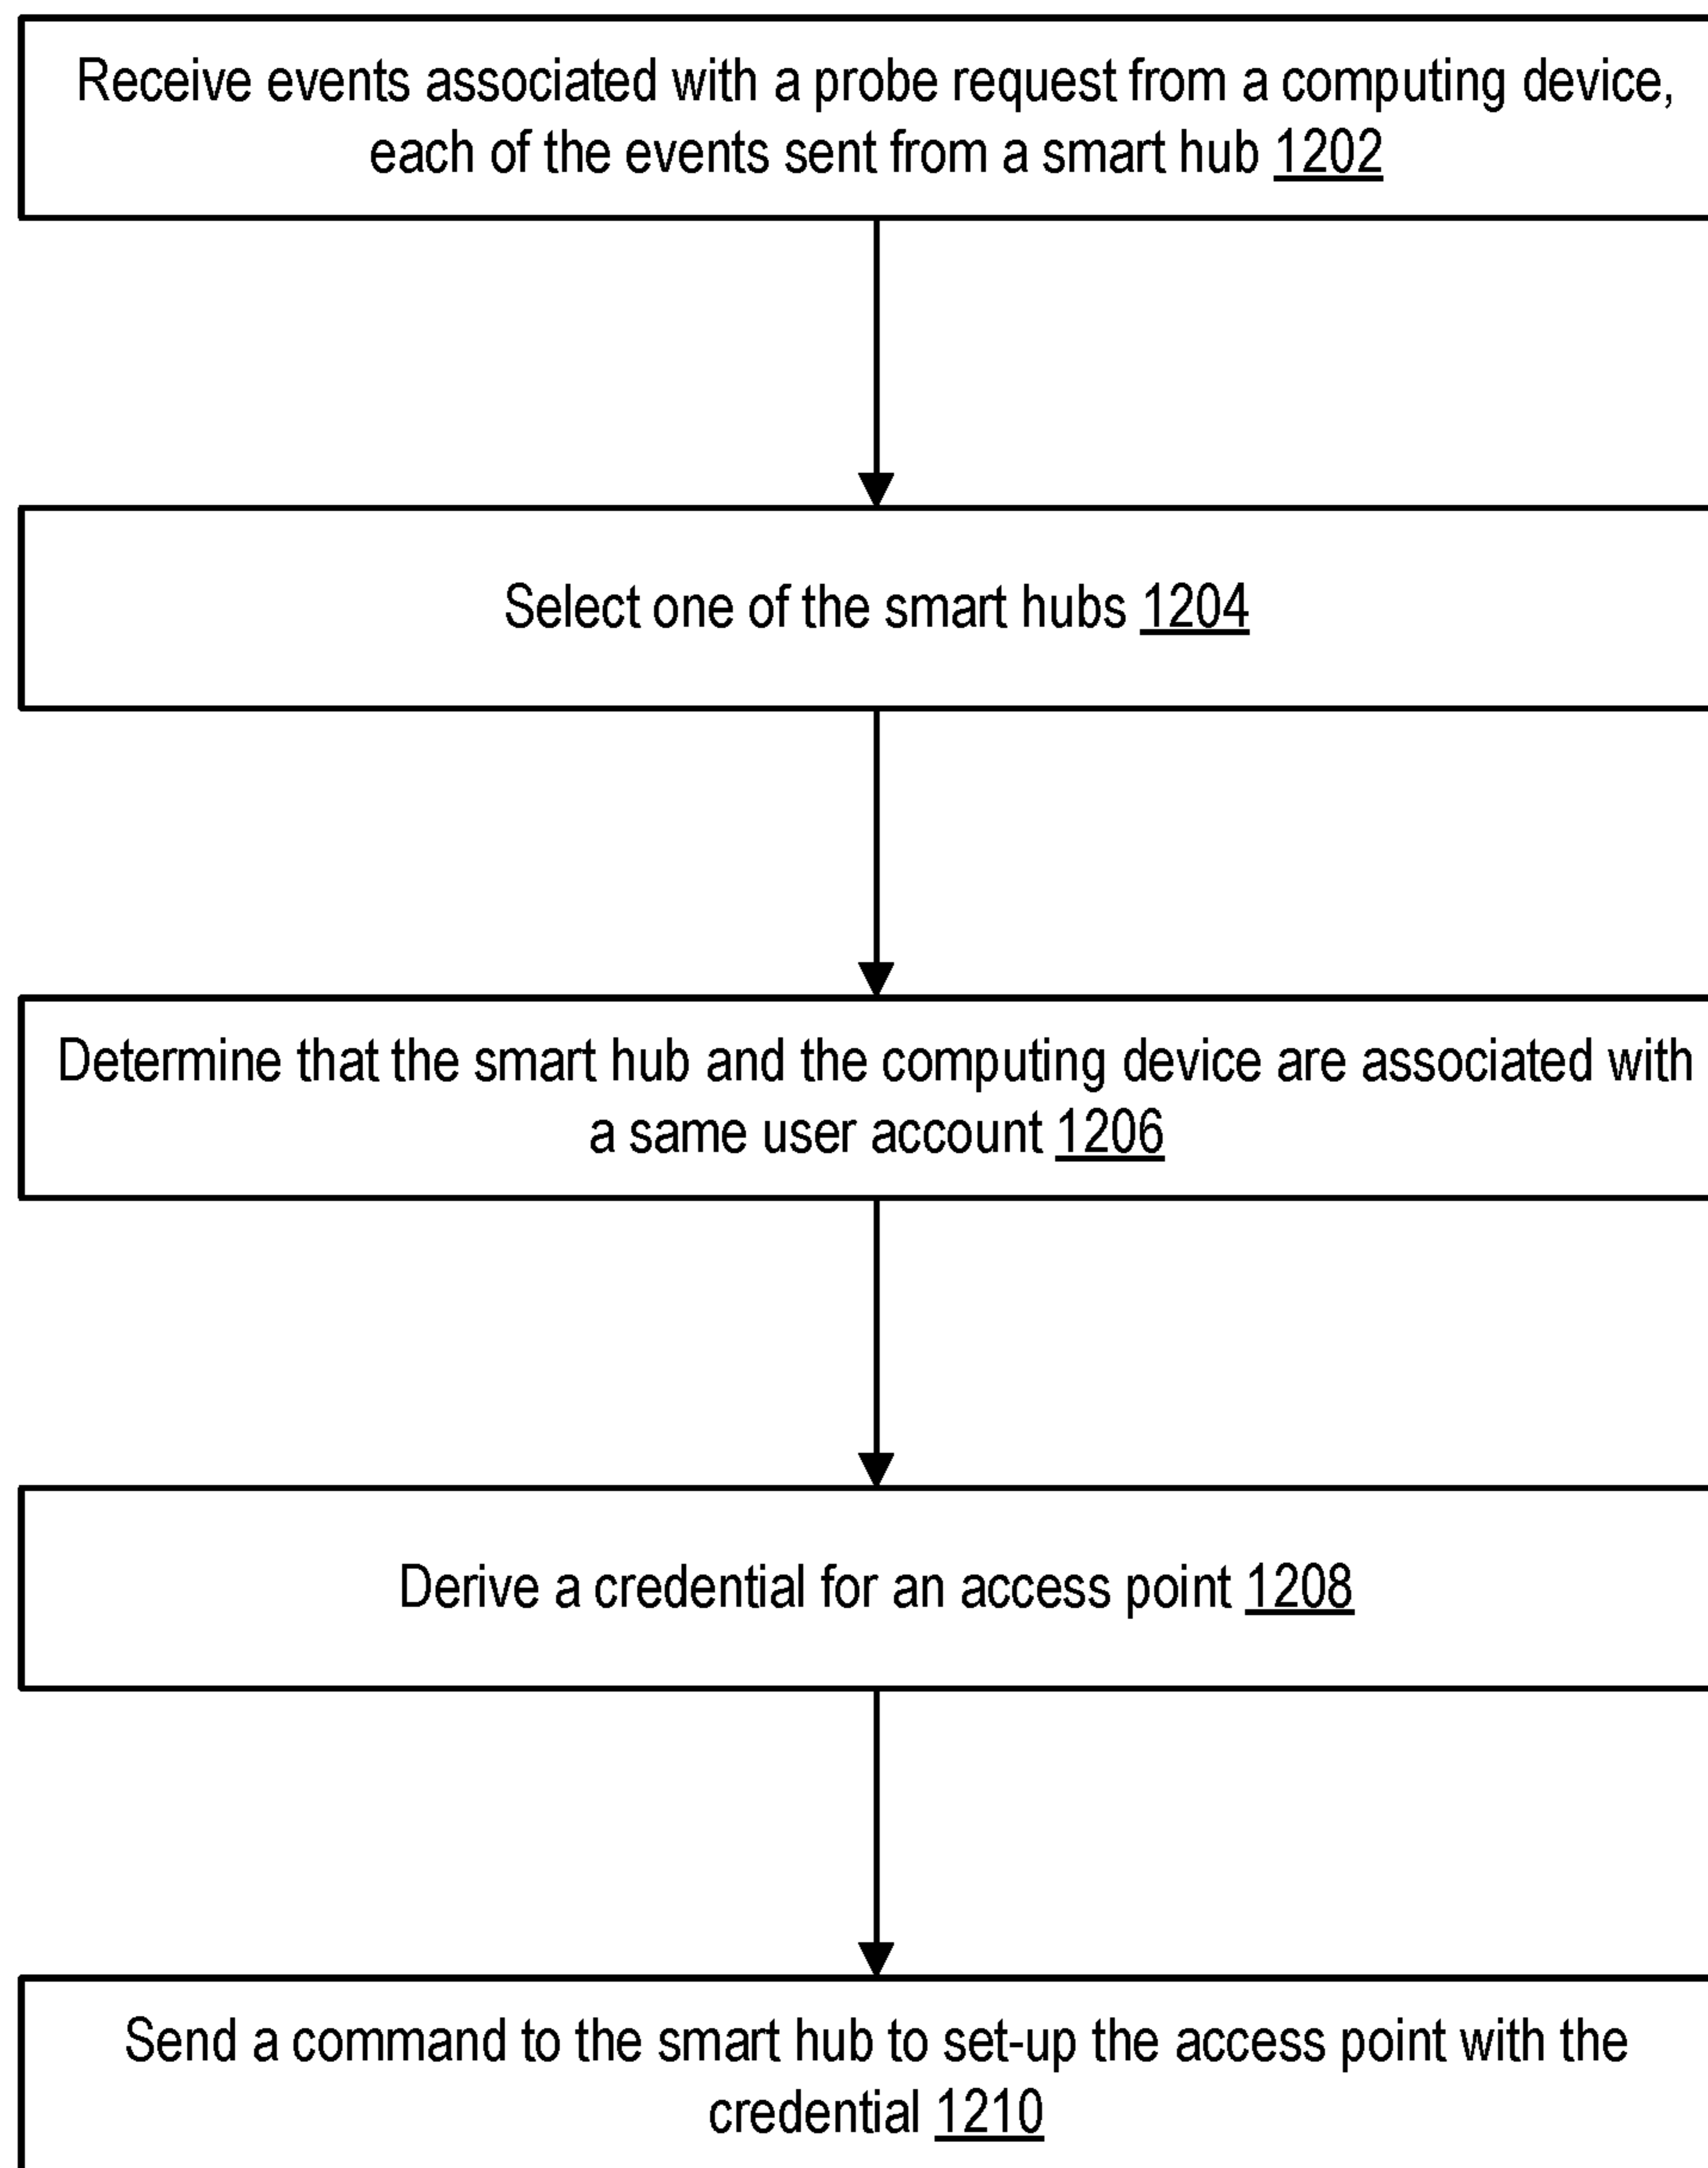 Receive events associated with a probe request from a computing device,
each of the events sent from a smart hub 1202
Select one of the smart hubs 1204
Determine that the smart hub and the computing device are associated with
a same user account 1206
Derive a credential for an access point 1208
Send a command to the smart hub to set-up the access point with the
credential 1210